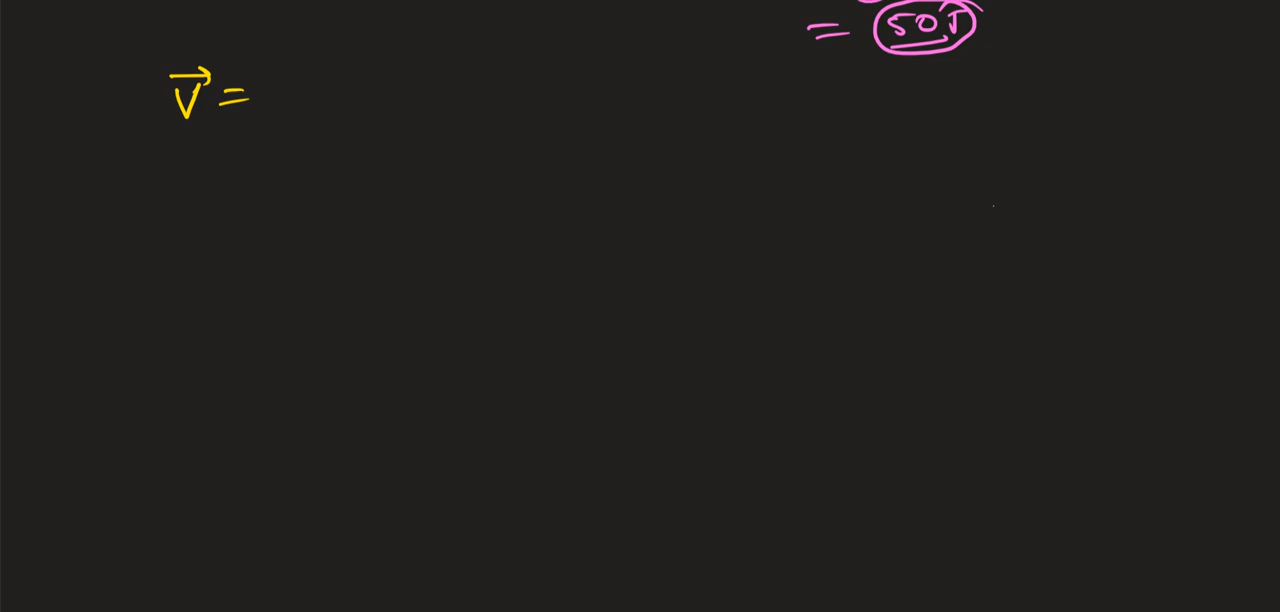 = 50J
V⃗ =